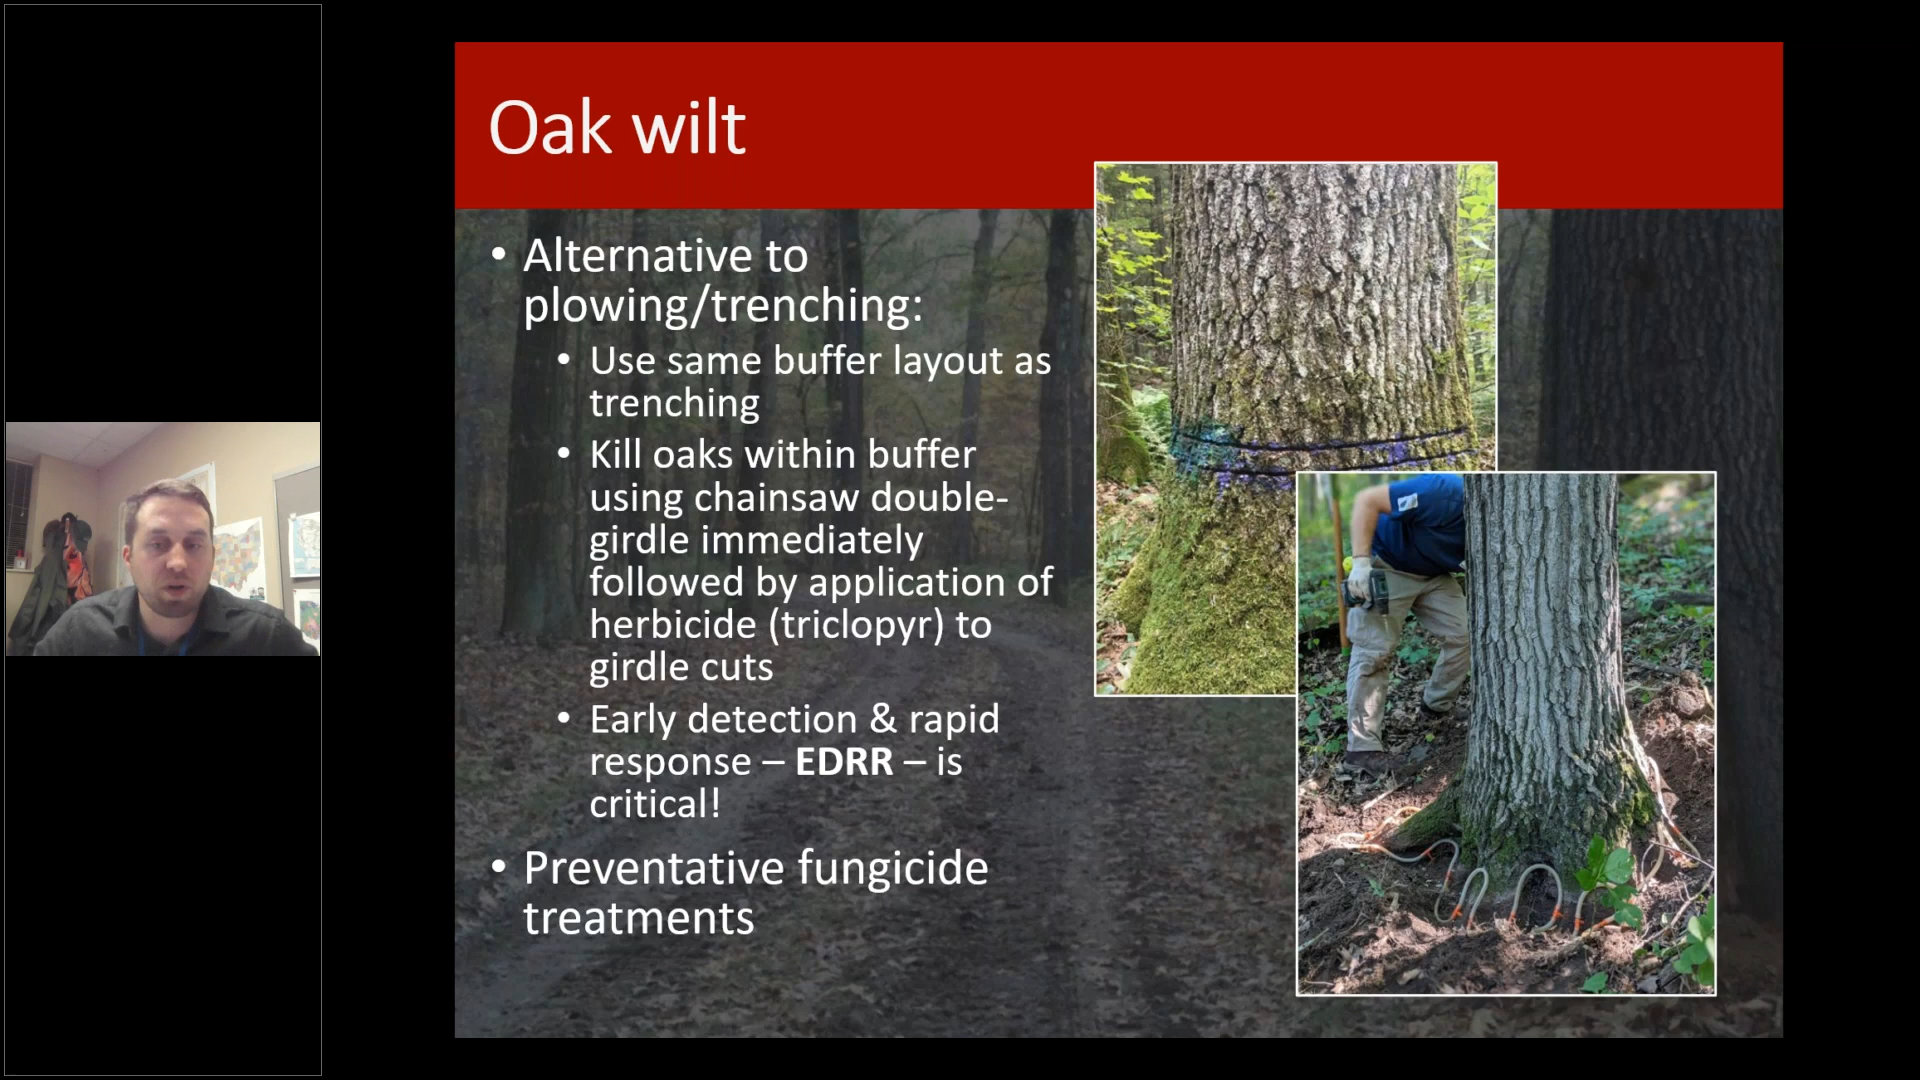 Oak wilt
• Alternative to
plowing/trenching:
• Use same buffer layout as
trenching
• Kill oaks within buffer
using chainsaw double-
girdle immediately
followed by application of
herbicide (triclopyr) to
girdle cuts
• Early detection & rapid
response – EDRR – is
critical!
• Preventative fungicide
treatments